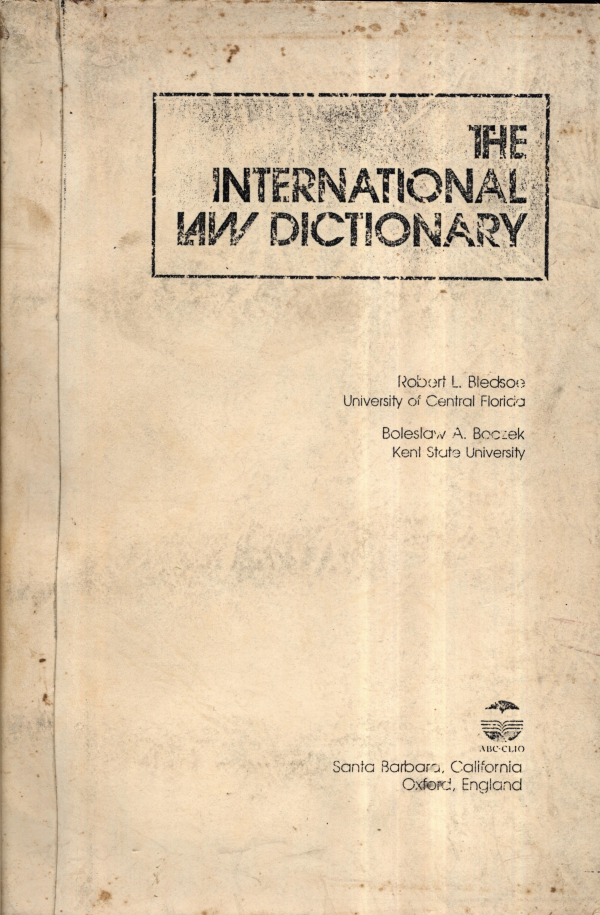 THE
INTERNATIONAL
LAW DICTIONARY
Robert L. Bledsoe
University of Central Florida
Boleslaw A. Boczek
Kent State University
ABC-CLIO
Santa Barbara, California
Oxford, England